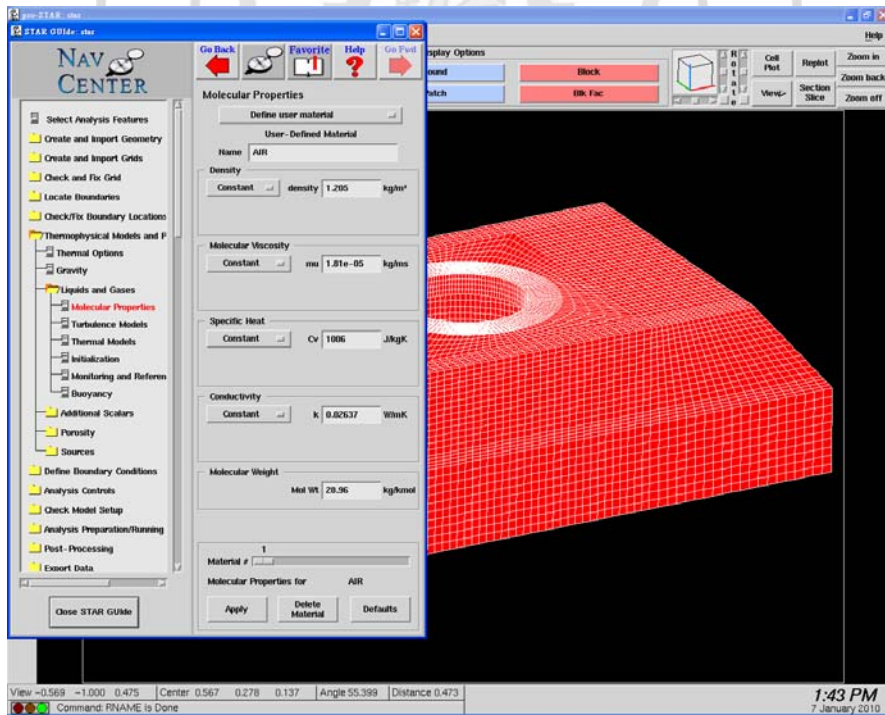 pro-STAR: star
STAR GUIde: star
Help
NAV
CENTER
Go Back
Favorite
Help
Go Fwd
Molecular Properties
Define user material
User-Defined Material
Name AIR
Density
Constant density 1.205 kg/m³
Molecular Viscosity
Constant mu 1.81e-05 kg/ms
Specific Heat
Constant Cv 1006 J/kgK
Conductivity
Constant k 0.02637 W/mK
Molecular Weight
Mol Wt 28.96 kg/kmol
1
Material #
Molecular Properties for AIR
Apply
Delete
Material
Defaults
Select Analysis Features
Create and Import Geometry
Create and Import Grids
Check and Fix Grid
Locate Boundaries
Check/Fix Boundary Locations
Thermophysical Models and P
Thermal Options
Gravity
Liquids and Gases
Molecular Properties
Turbulence Models
Thermal Models
Initialization
Monitoring and Referen
Buoyancy
Additional Scalars
Porosity
Sources
Define Boundary Conditions
Analysis Controls
Check Model Setup
Analysis Preparation/Running
Post-Processing
Export Data
Close STAR GUIde
splay Options
ound
Block
Patch
Blk Fac
Rotate
Cell
Plot
Replot
Zoom in
Zoom back
View
Section
Slice
Zoom off
View -0.569 -1.000 0.475 Center 0.567 0.278 0.137 Angle 55.399 Distance 0.473
Command: RNAME is Done
1:43 PM
7 January 2010